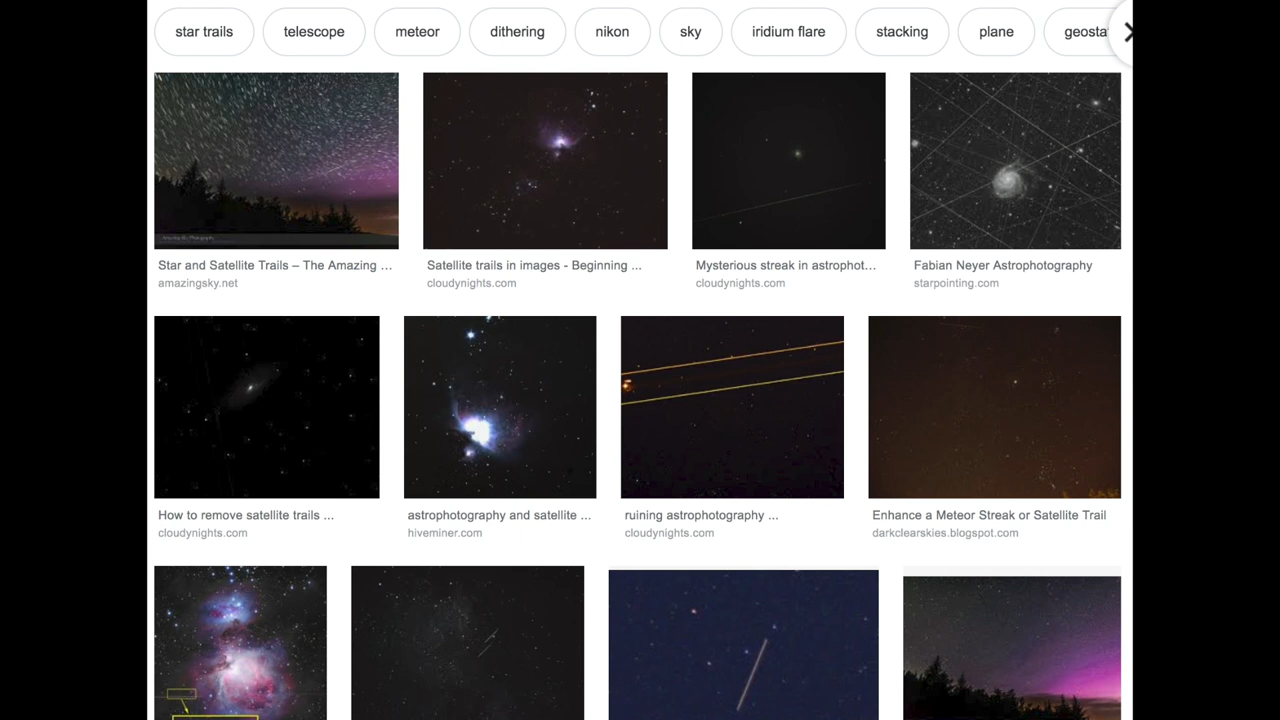 star trails
telescope
meteor
dithering
nikon
sky
iridium flare
stacking
plane
geosta
Star and Satellite Trails – The Amazing ...
amazingsky.net
Satellite trails in images - Beginning ...
cloudynights.com
Mysterious streak in astrophot...
cloudynights.com
Fabian Neyer Astrophotography
starpointing.com
How to remove satellite trails ...
cloudynights.com
astrophotography and satellite ...
hiveminer.com
ruining astrophotography ...
cloudynights.com
Enhance a Meteor Streak or Satellite Trail
darkclearskies.blogspot.com